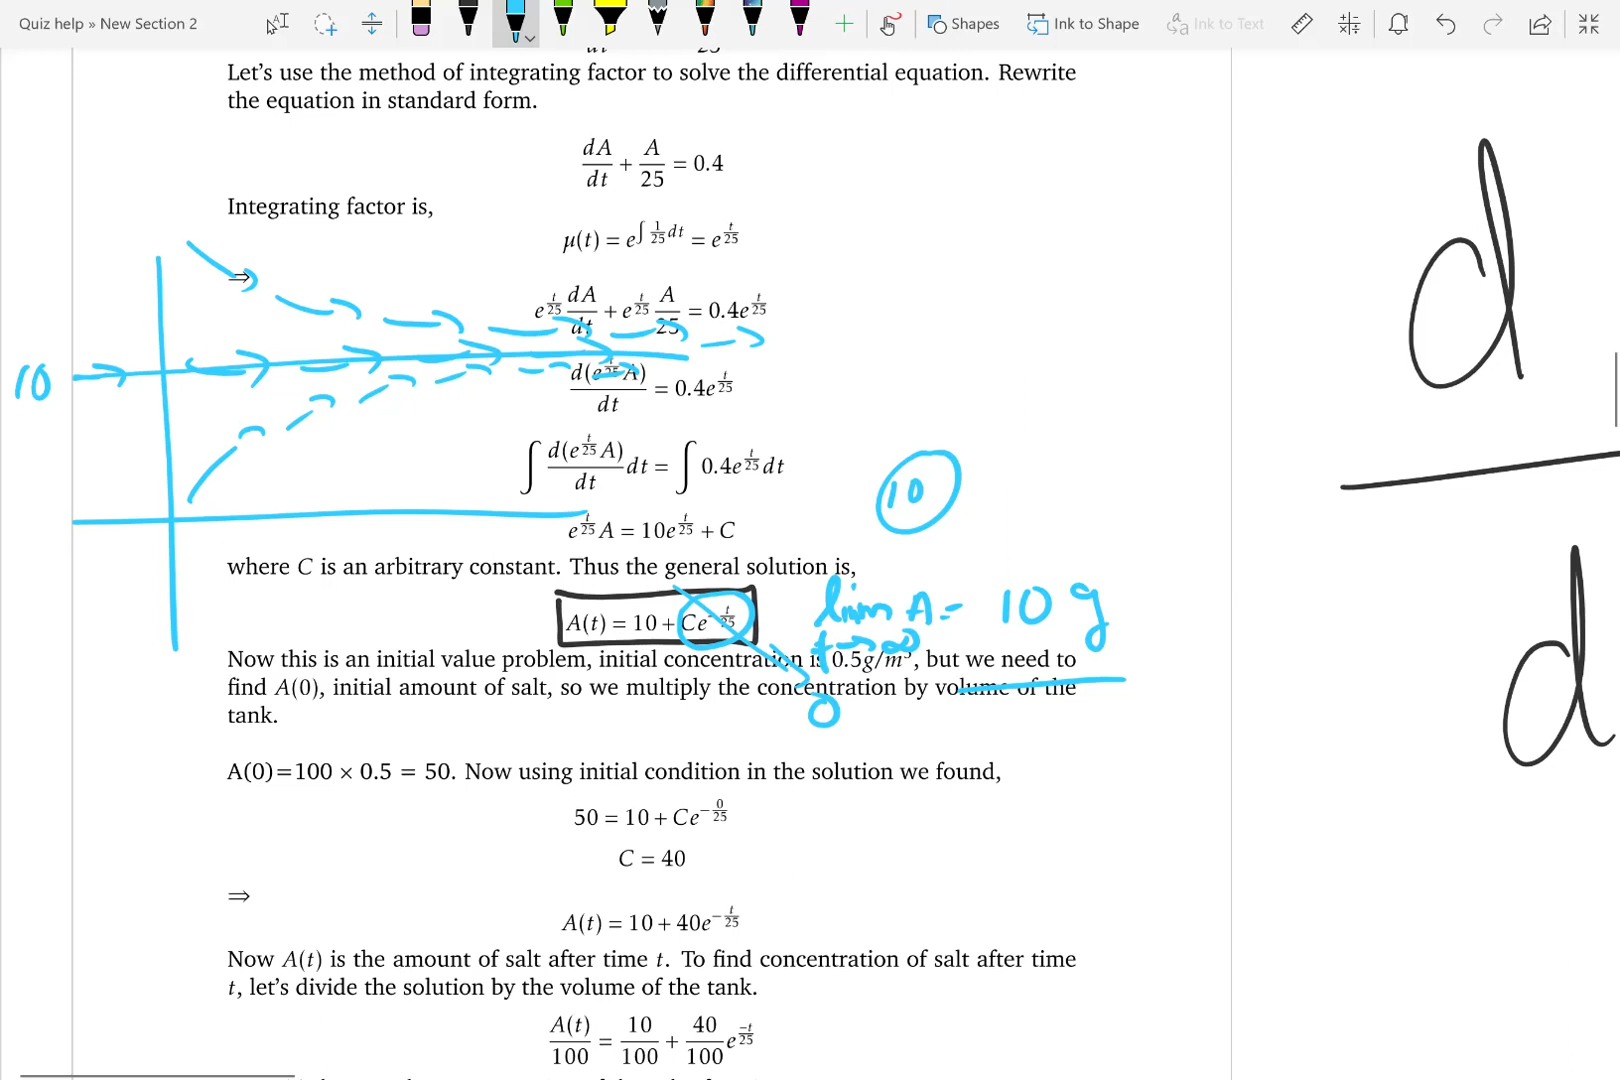 Quiz help » New Section 2
Shapes
Ink to Shape
Ink to Text
dt 25
Let’s use the method of integrating factor to solve the differential equation. Rewrite
the equation in standard form.
dA/dt + A/25 = 0.4
Integrating factor is,
μ(t) = e^{∫ 1/25 dt} = e^{t/25}
⇒
e^{t/25} dA/dt + e^{t/25} A/25 = 0.4e^{t/25}
10
d(e^{t/25} A)/dt = 0.4e^{t/25}
∫ d(e^{t/25} A)/dt dt = ∫ 0.4e^{t/25} dt
10
e^{t/25} A = 10e^{t/25} + C
where C is an arbitrary constant. Thus the general solution is,
A(t) = 10 + Ce^{-t/25}
lim A = 10 g
t→∞
Now this is an initial value problem, initial concentration is 0.5g/m³, but we need to
find A(0), initial amount of salt, so we multiply the concentration by volume of the
tank.
0
A(0)=100 × 0.5 = 50. Now using initial condition in the solution we found,
50 = 10 + Ce^{-0/25}
C = 40
⇒
A(t) = 10 + 40e^{-t/25}
Now A(t) is the amount of salt after time t. To find concentration of salt after time
t, let’s divide the solution by the volume of the tank.
A(t)/100 = 10/100 + 40/100 e^{-t/25}
d
d